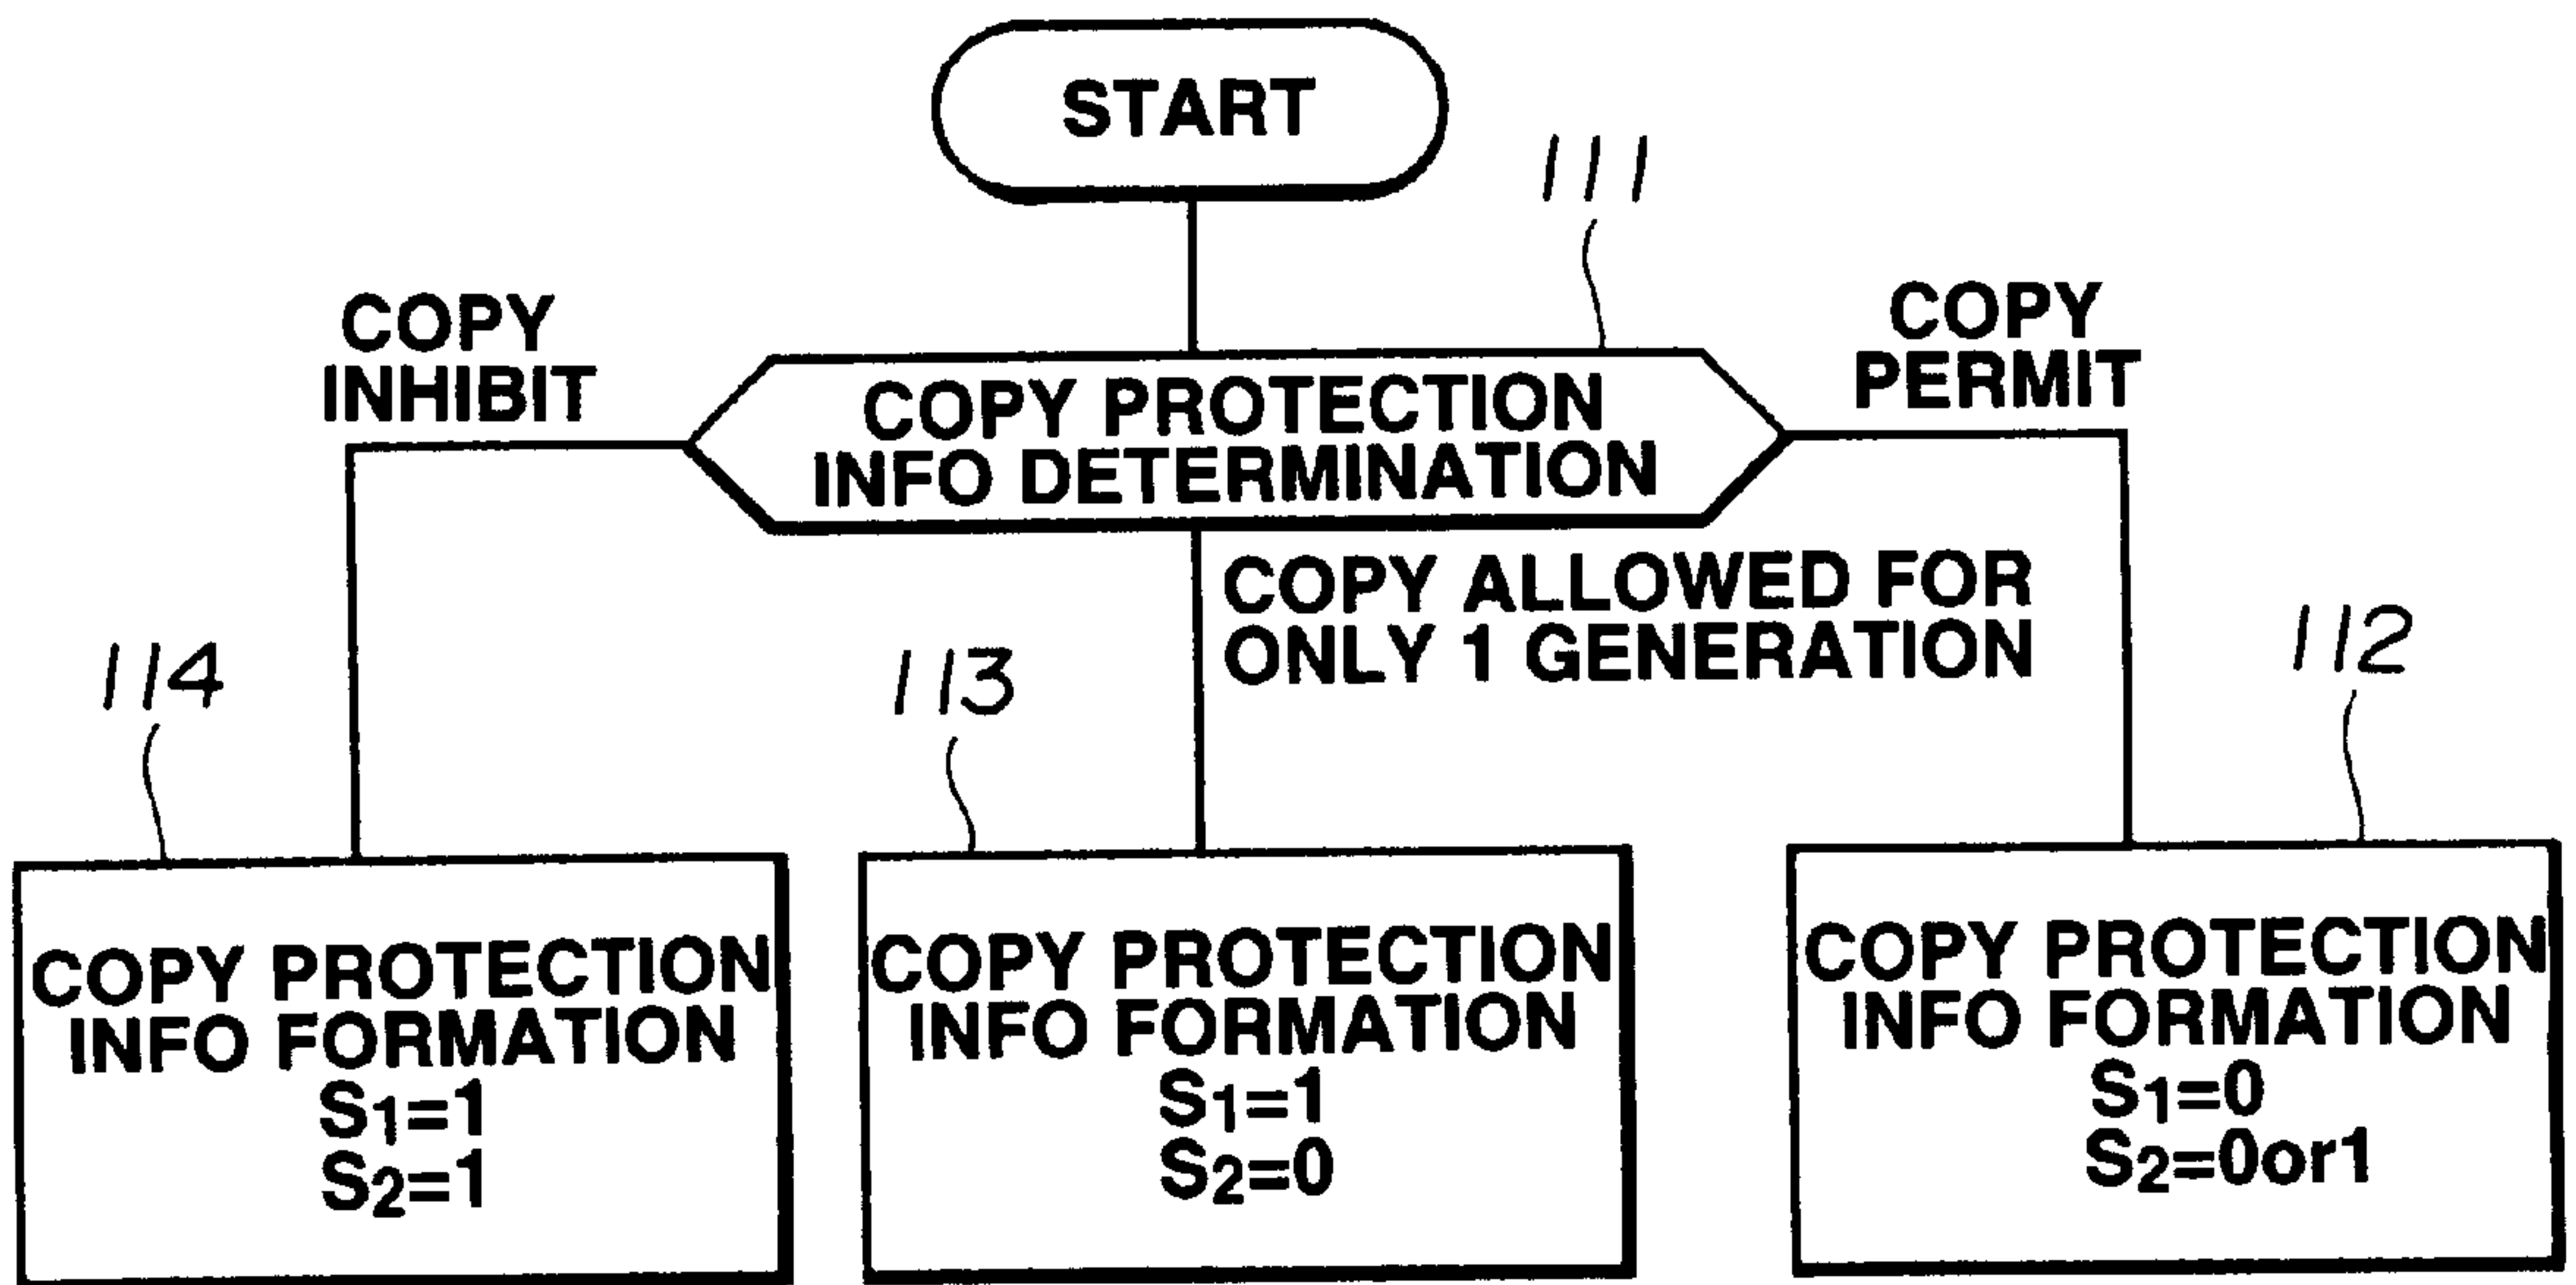 START
111
COPY
INHIBIT
COPY
PERMIT
COPY PROTECTION
INFO DETERMINATION
COPY ALLOWED FOR
ONLY 1 GENERATION
114
113
112
COPY PROTECTION
INFO FORMATION
S1=1
S2=1
COPY PROTECTION
INFO FORMATION
S1=1
S2=0
COPY PROTECTION
INFO FORMATION
S1=0
S2=0or1